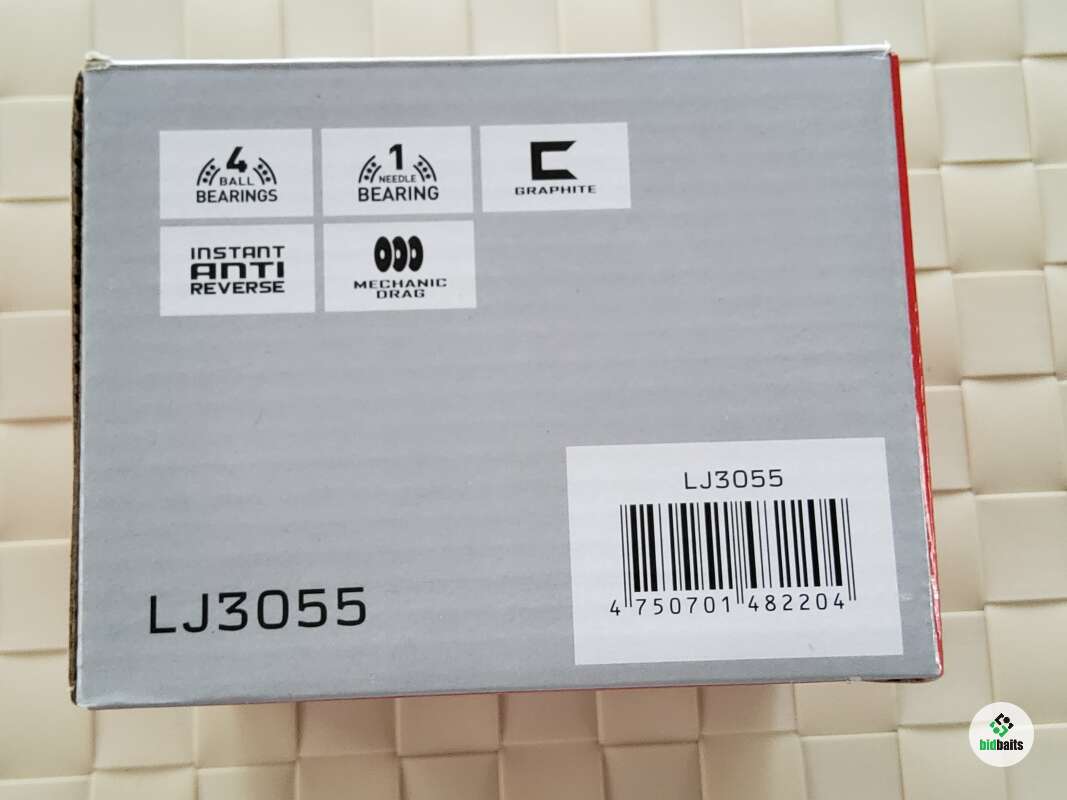 4
BALL
BEARINGS
1
NEEDLE
BEARING
GRAPHITE
INSTANT
ANTI
REVERSE
MECHANIC
DRAG
LJ3055
4 750701 482204
LJ3055
bidbaits